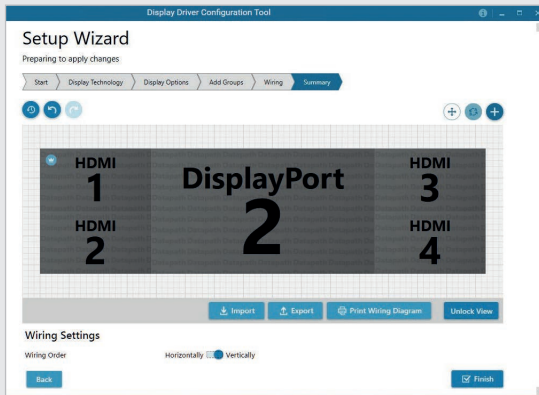 Display Driver Configuration Tool
Setup Wizard
Preparing to apply changes
Start Display Technology Display Options Add Groups Wiring Summary
W
HDMI
1
HDMI
2
DisplayPort
2
HDMI
3
HDMI
4
Import Export Print Wiring Diagram Unlock View
Wiring Settings
Wiring Order Horizontally Vertically
Back Finish